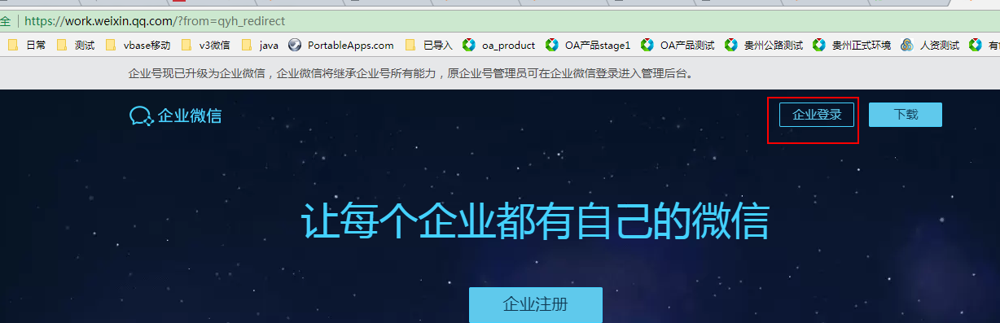 全 | https://work.weixin.qq.com/?from=qyh_redirect
日常 测试 vbase移动 v3微信 java PortableApps.com 已导入 oa_product OA产品stage1 OA产品测试 贵州公路测试 贵州正式环境 人资测试 有
企业号现已升级为企业微信，企业微信将继承企业号所有能力，原企业号管理员可在企业微信登录进入管理后台。
企业微信 企业登录 下载
让每个企业都有自己的微信
企业注册